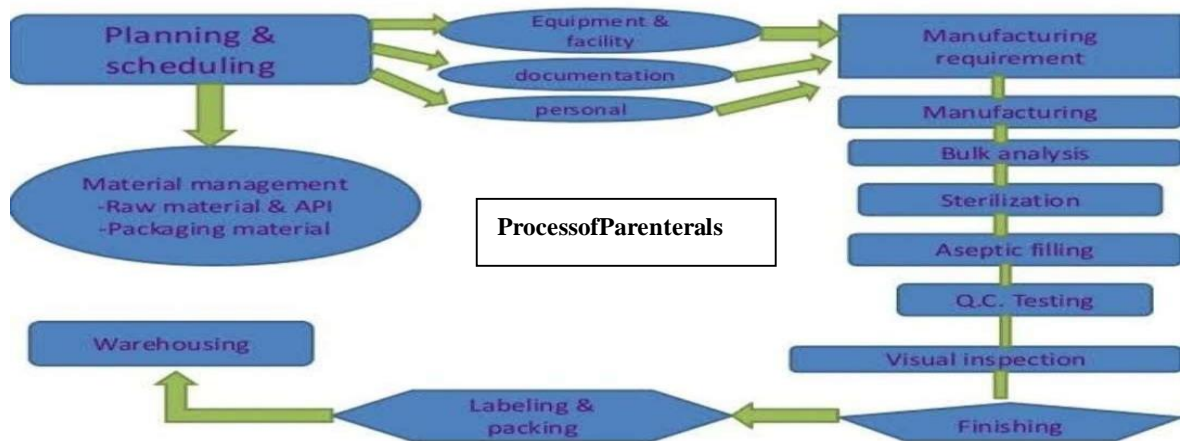 Planning &
scheduling
Equipment &
facility
documentation
personal
Manufacturing
requirement
Manufacturing
Bulk analysis
Sterilization
Aseptic filling
Q.C. Testing
Visual inspection
Finishing
Labeling &
packing
Warehousing
Material management
-Raw material & API
-Packaging material
ProcessofParenterals